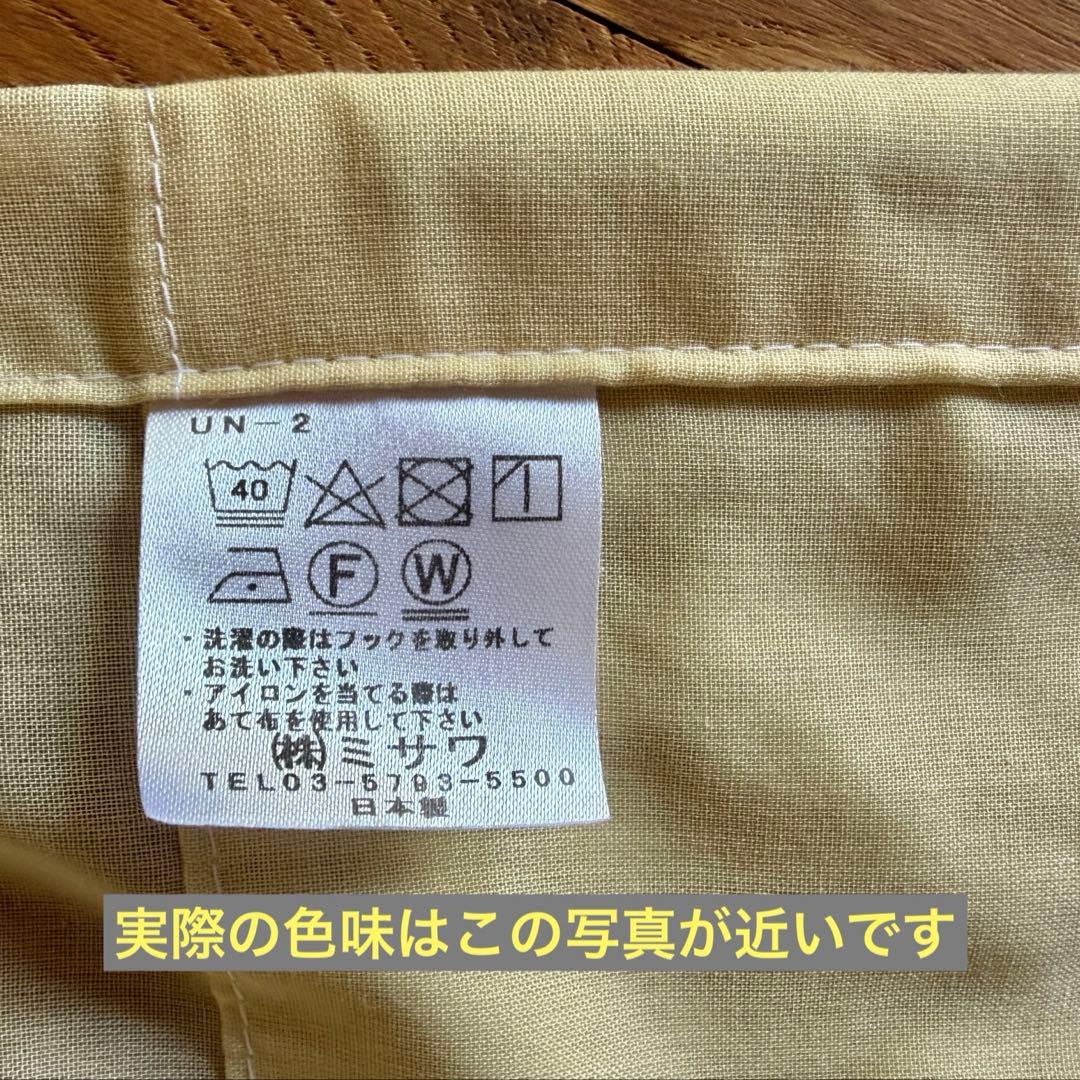 UN-2
40
F W
・洗濯の際はフックを取り外して
お洗い下さい
・アイロンを当てる際は
あて布を使用して下さい
㈱ミサワ
TEL03-5793-5500
日本製
実際の色味はこの写真が近いです